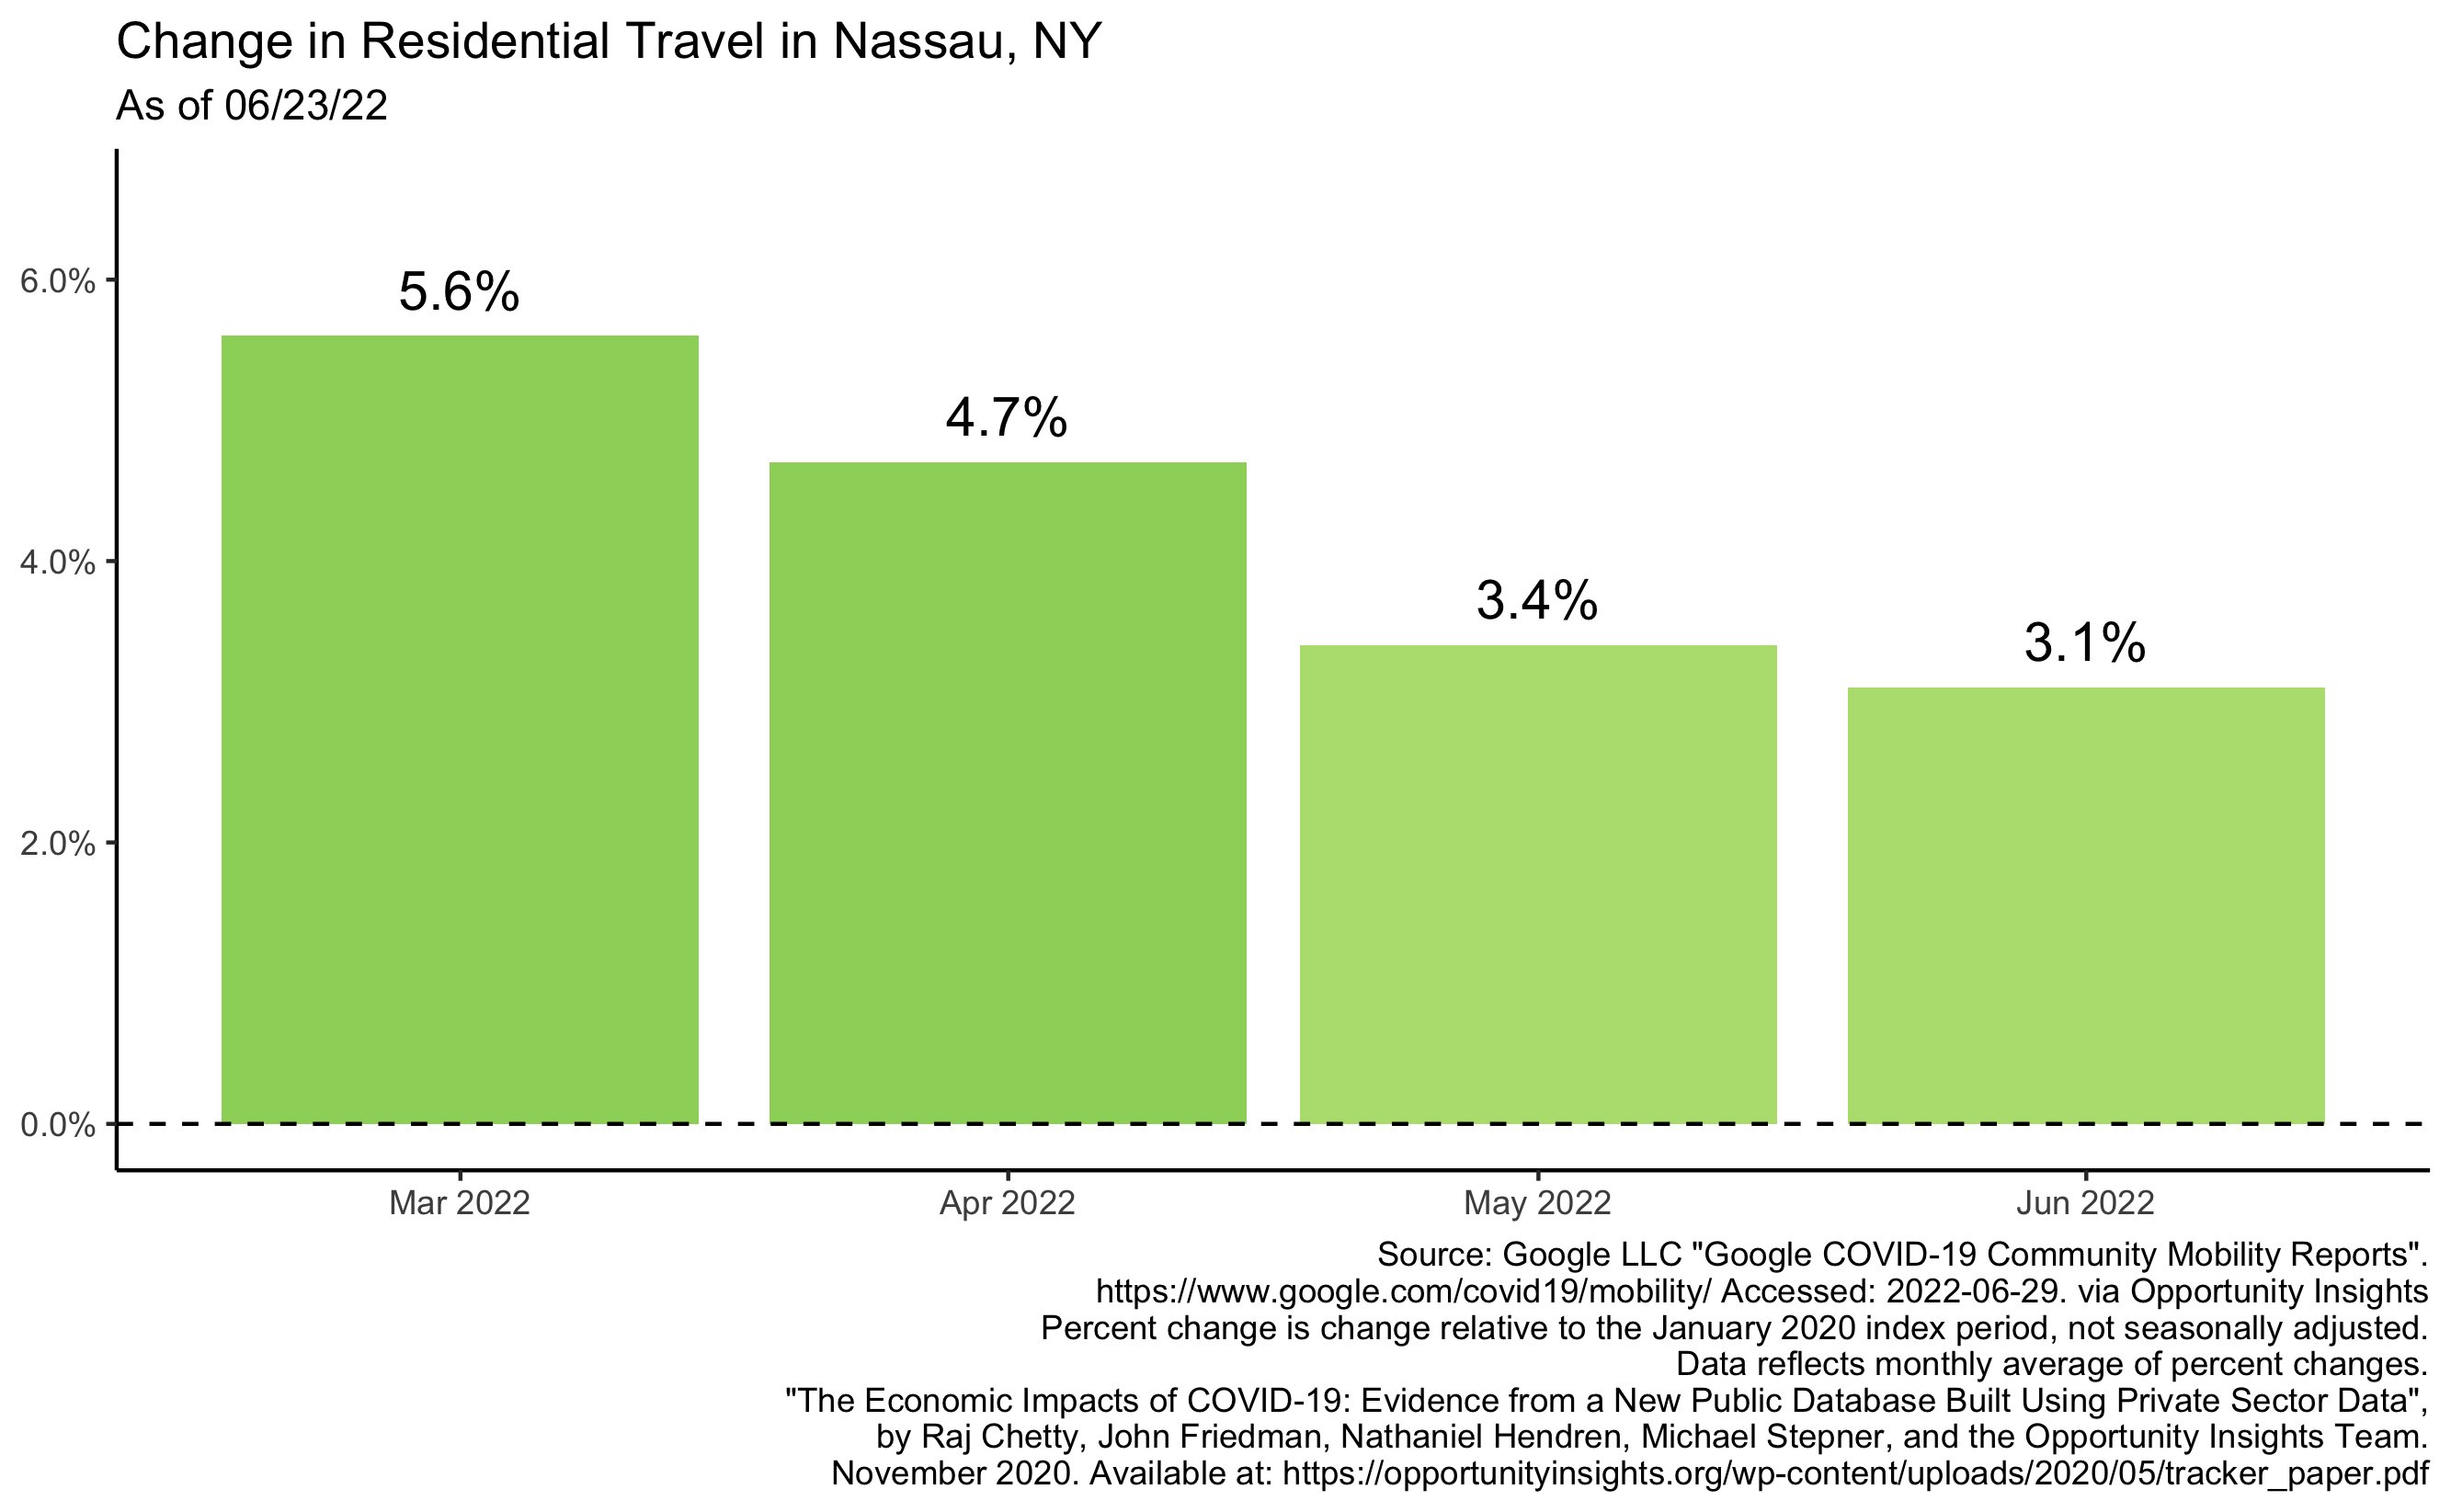 Change in Residential Travel in Nassau, NY
As of 06/23/22
6.0%
4.0%
2.0%
0.0%
5.6%
4.7%
3.4%
3.1%
Mar 2022
Apr 2022
May 2022
Jun 2022
Source: Google LLC "Google COVID-19 Community Mobility Reports".
https://www.google.com/covid19/mobility/ Accessed: 2022-06-29. via Opportunity Insights
Percent change is change relative to the January 2020 index period, not seasonally adjusted.
Data reflects monthly average of percent changes.
"The Economic Impacts of COVID-19: Evidence from a New Public Database Built Using Private Sector Data",
by Raj Chetty, John Friedman, Nathaniel Hendren, Michael Stepner, and the Opportunity Insights Team.
November 2020. Available at: https://opportunityinsights.org/wp-content/uploads/2020/05/tracker_paper.pdf